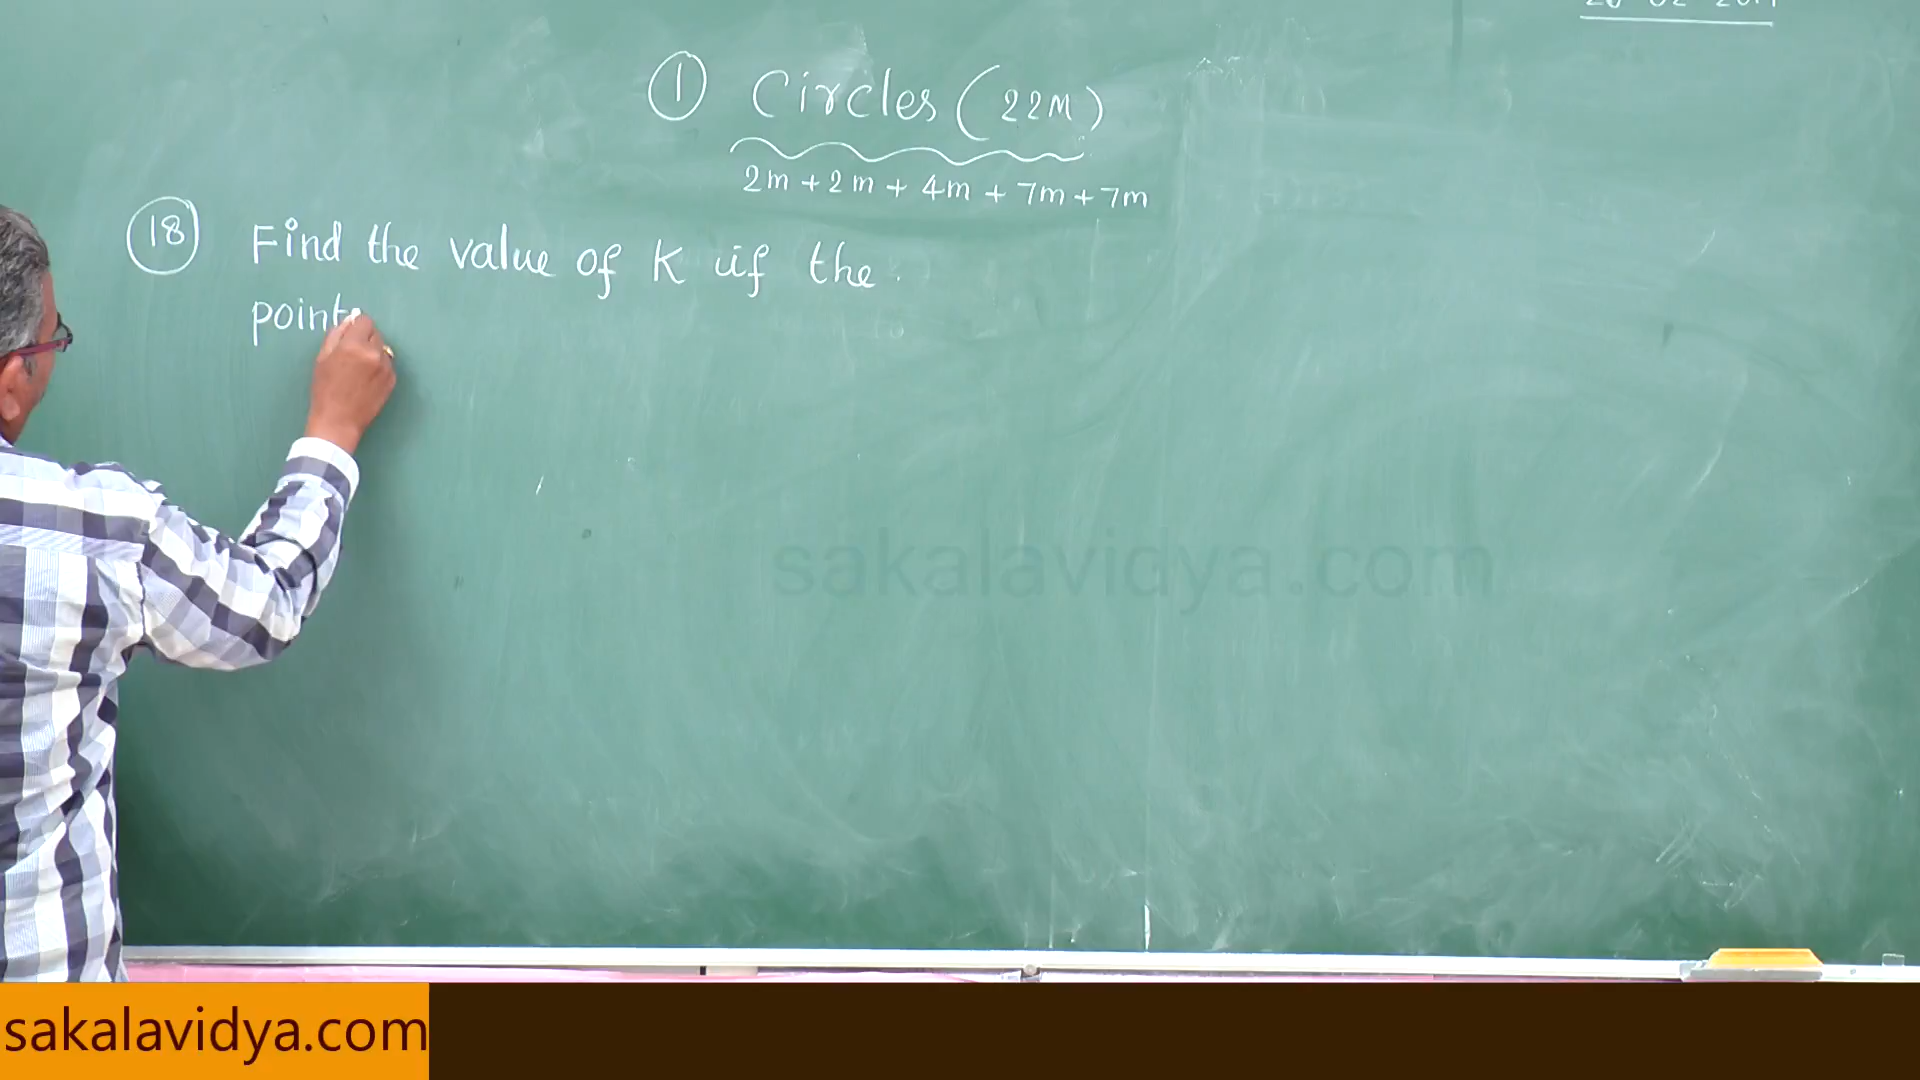 ① Circles (22M)
2m + 2m + 4m + 7m + 7m
⑱ Find the value of K if the
points
sakalavidya.com
sakalavidya.com